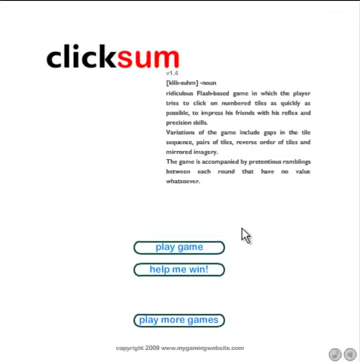 clicksum
v1.4
[klik-suhm] -noun
ridiculous Flash-based game in which the player
tries to click on numbered tiles as quickly as
possible, to impress his friends with his reflex and
precision skills.
Variations of the game include gaps in the tile
sequence, pairs of tiles, reverse order of tiles and
mirrored imagery.
The game is accompanied by pretentious ramblings
between each round that have no value
whatsoever.
play game
help me win!
play more games
copyright 2009 www.mygamingwebsite.com